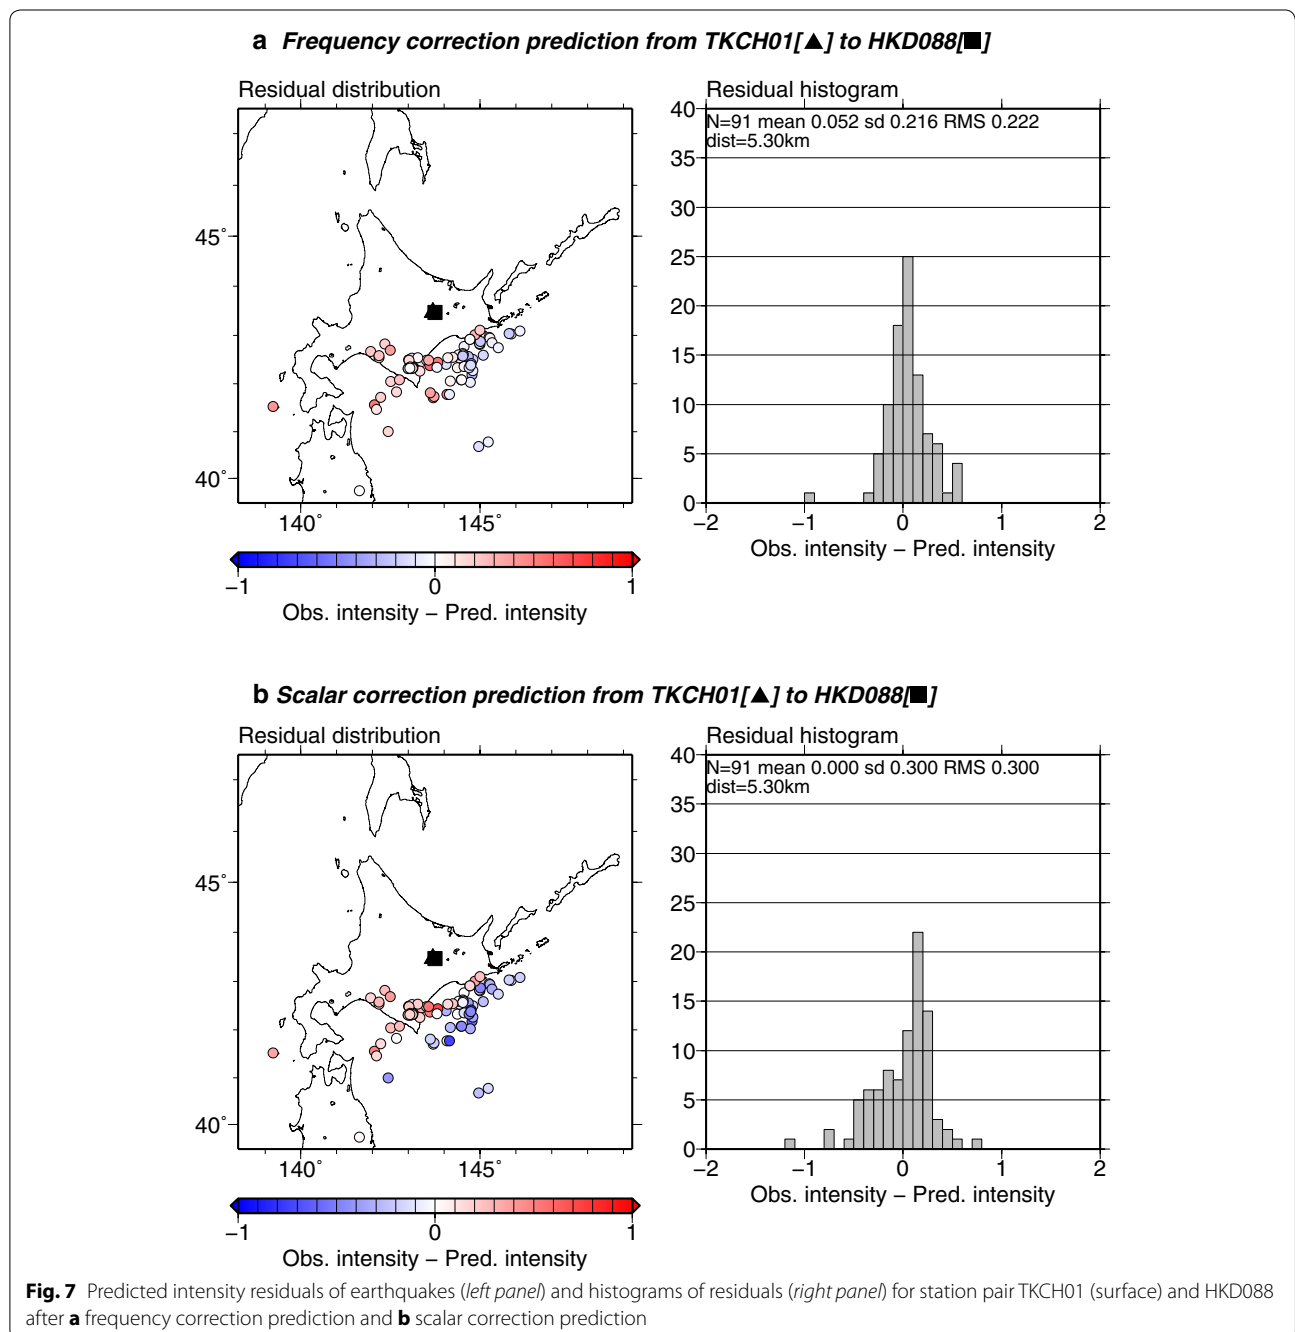 a Frequency correction prediction from TKCH01[▲] to HKD088[■]
Residual distribution
45°
40°
140° 145°
−1 0 1
Obs. intensity − Pred. intensity
Residual histogram
N=91 mean 0.052 sd 0.216 RMS 0.222
dist=5.30km
40
35
30
25
20
15
10
5
0
−2 −1 0 1 2
Obs. intensity − Pred. intensity
b Scalar correction prediction from TKCH01[▲] to HKD088[■]
Residual distribution
45°
40°
140° 145°
−1 0 1
Obs. intensity − Pred. intensity
Residual histogram
N=91 mean 0.000 sd 0.300 RMS 0.300
dist=5.30km
40
35
30
25
20
15
10
5
0
−2 −1 0 1 2
Obs. intensity − Pred. intensity
Fig. 7 Predicted intensity residuals of earthquakes (left panel) and histograms of residuals (right panel) for station pair TKCH01 (surface) and HKD088
after a frequency correction prediction and b scalar correction prediction